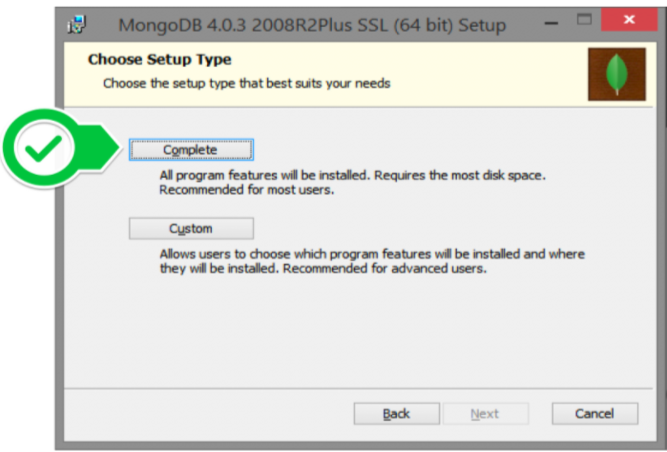 MongoDB 4.0.3 2008R2Plus SSL (64 bit) Setup
Choose Setup Type
Choose the setup type that best suits your needs
Complete
All program features will be installed. Requires the most disk space.
Recommended for most users.
Custom
Allows users to choose which program features will be installed and where
they will be installed. Recommended for advanced users.
Back Next Cancel